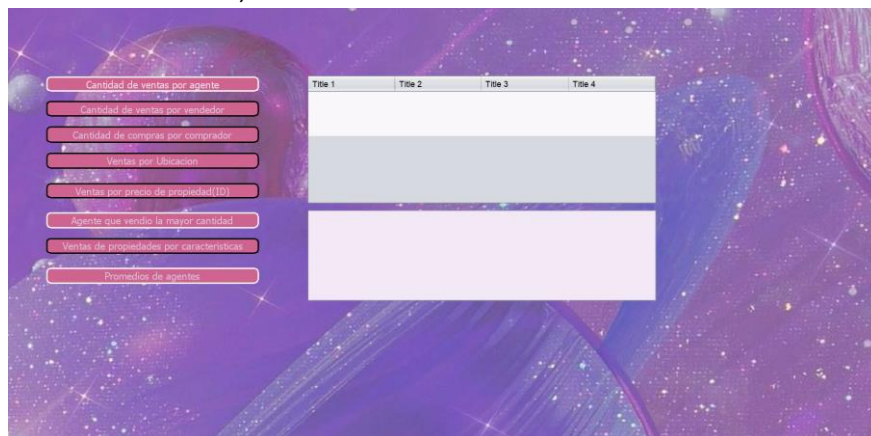 Cantidad de ventas por agente
Cantidad de ventas por vendedor
Cantidad de compras por comprador
Ventas por Ubicacion
Ventas por precio de propiedad(ID)
Agente que vendio la mayor cantidad
Ventas de propiedades por caracteristicas
Promedios de agentes
Title 1 Title 2 Title 3 Title 4